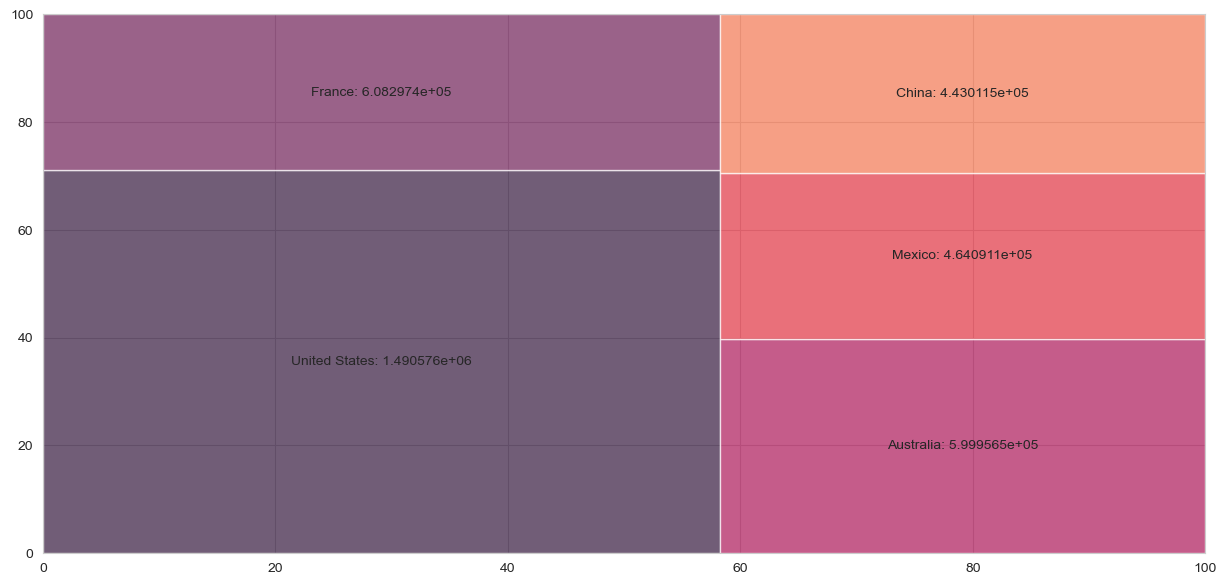 100
80
60
40
20
0
France: 6.082974e+05
China: 4.430115e+05
Mexico: 4.640911e+05
United States: 1.490576e+06
Australia: 5.999565e+05
0 20 40 60 80 100